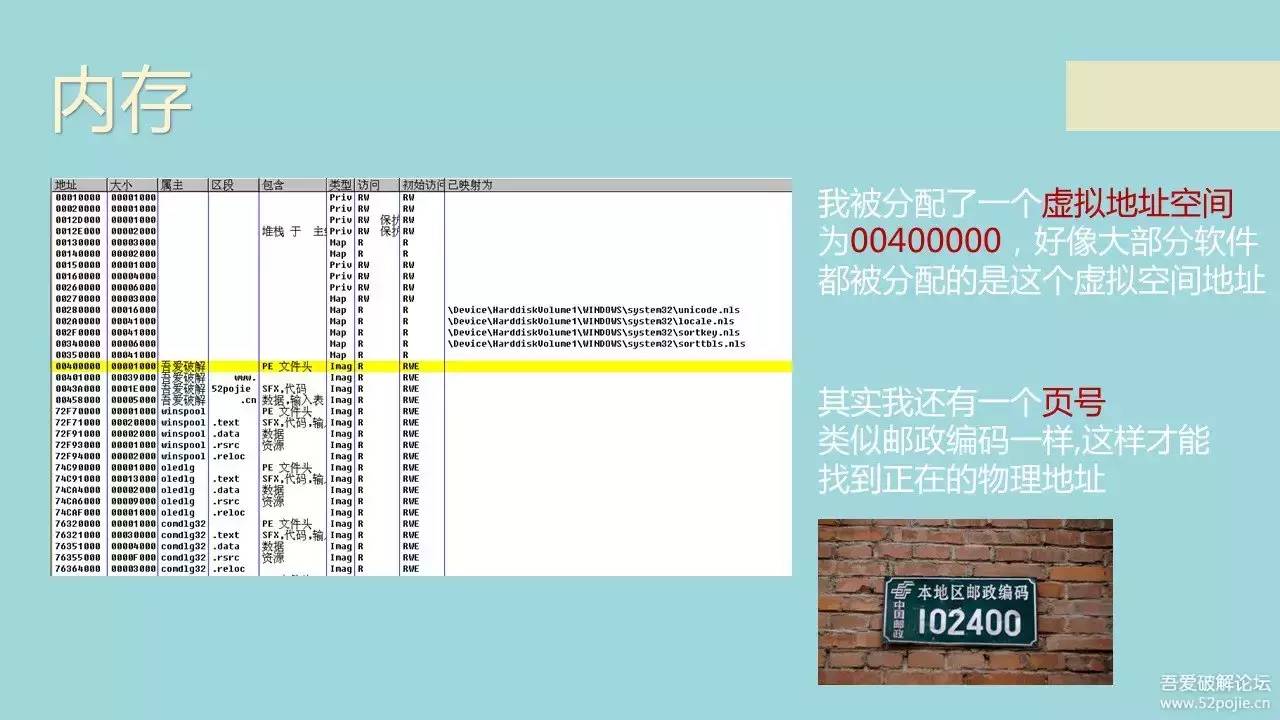 内存
地址 大小 属主 区段 包含 类型 访问 初始访问 已映射为
00010000 00001000 Priv RW RW
00020000 00001000 Priv RW RW
0012D000 00001000 Priv RW 保护 RW
0012E000 00002000 堆栈 于 主 Priv RW 保护 RW
00130000 00003000 Map R R
00140000 00002000 Map R R
00150000 00001000 Priv RW RW
00160000 00004000 Priv RW RW
00260000 00006000 Priv RW RW
00270000 00003000 Map RW RW
00280000 00016000 Map R R \Device\HarddiskVolume1\WINDOWS\system32\unicode.nls
002A0000 00041000 Map R R \Device\HarddiskVolume1\WINDOWS\system32\locale.nls
002F0000 00041000 Map R R \Device\HarddiskVolume1\WINDOWS\system32\sortkey.nls
00340000 00006000 Map R R \Device\HarddiskVolume1\WINDOWS\system32\sorttbls.nls
00350000 00041000 Map R R
00400000 00001000 吾爱破解 PE 文件头 Imag R RWE
00401000 00039000 吾爱破解 www. Imag R RWE
0043A000 0001E000 吾爱破解 52pojie SFX,代码 Imag R RWE
00458000 00005000 吾爱破解 .cn 数据,输入表 Imag R RWE
72F70000 00001000 winspool PE 文件头 Imag R RWE
72F71000 00020000 winspool .text SFX,代码,输 Imag R RWE
72F91000 00002000 winspool .data 数据 Imag R RWE
72F93000 00001000 winspool .rsrc 资源 Imag R RWE
72F94000 00002000 winspool .reloc Imag R RWE
74C90000 00001000 oledlg PE 文件头 Imag R RWE
74C91000 00013000 oledlg .text SFX,代码,输 Imag R RWE
74CA4000 00002000 oledlg .data 数据 Imag R RWE
74CA6000 00009000 oledlg .rsrc 资源 Imag R RWE
74CAF000 00001000 oledlg .reloc Imag R RWE
76320000 00001000 comdlg32 PE 文件头 Imag R RWE
76321000 00030000 comdlg32 .text SFX,代码,输 Imag R RWE
76351000 00004000 comdlg32 .data 数据 Imag R RWE
76355000 0000F000 comdlg32 .rsrc 资源 Imag R RWE
76364000 00003000 comdlg32 .reloc Imag R RWE
我被分配了一个虚拟地址空间
为00400000，好像大部分软件
都被分配的是这个虚拟空间地址
其实我还有一个页号
类似邮政编码一样,这样才能
找到正在的物理地址
中国邮政
本地区邮政编码
102400
吾爱破解论坛
www.52pojie.cn